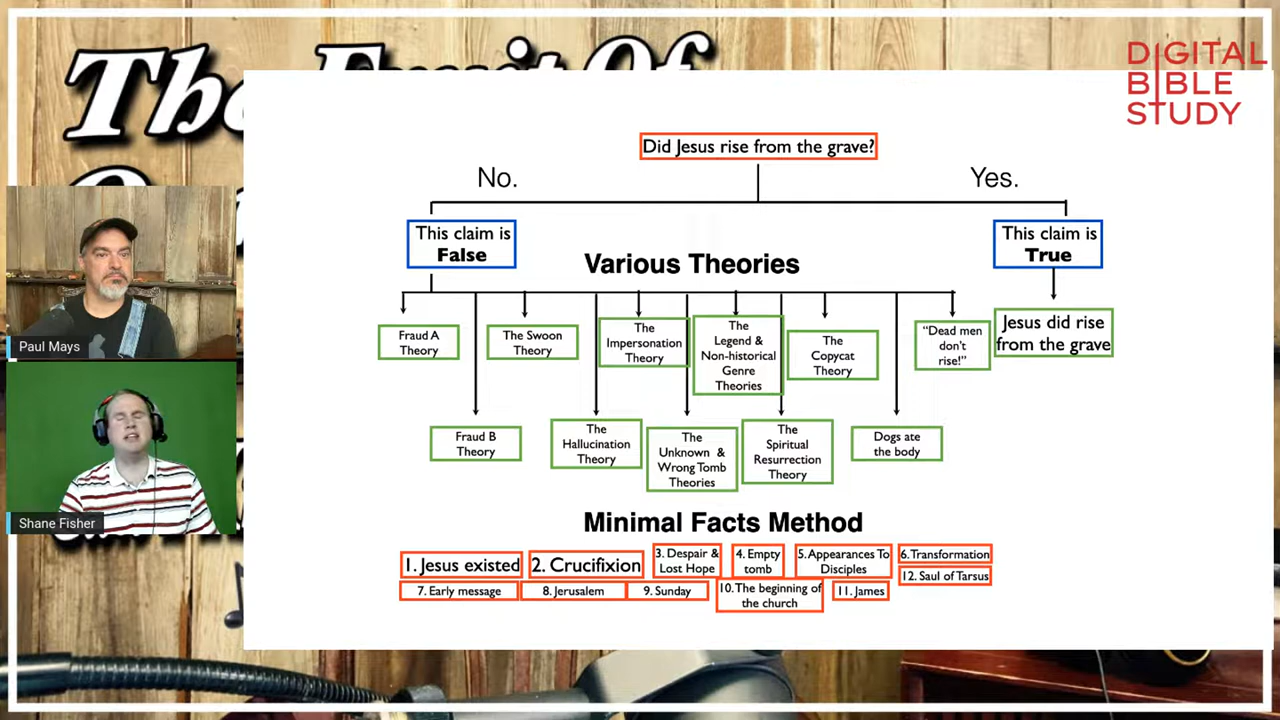 The Fruit Of
DIGITAL
BIBLE
STUDY
Did Jesus rise from the grave?
No.
Yes.
This claim is
False
Various Theories
This claim is
True
Fraud A
Theory
The Swoon
Theory
The
Impersonation
Theory
The
Legend &
Non-historical
Genre
Theories
The
Copycat
Theory
"Dead men
don't
rise!"
Jesus did rise
from the grave
Fraud B
Theory
The
Hallucination
Theory
The
Unknown &
Wrong Tomb
Theories
The
Spiritual
Resurrection
Theory
Dogs ate
the body
Minimal Facts Method
1. Jesus existed
2. Crucifixion
3. Despair &
Lost Hope
4. Empty
tomb
5. Appearances To
Disciples
6. Transformation
12. Saul of Tarsus
7. Early message
8. Jerusalem
9. Sunday
10. The beginning of
the church
11. James
Paul Mays
Shane Fisher